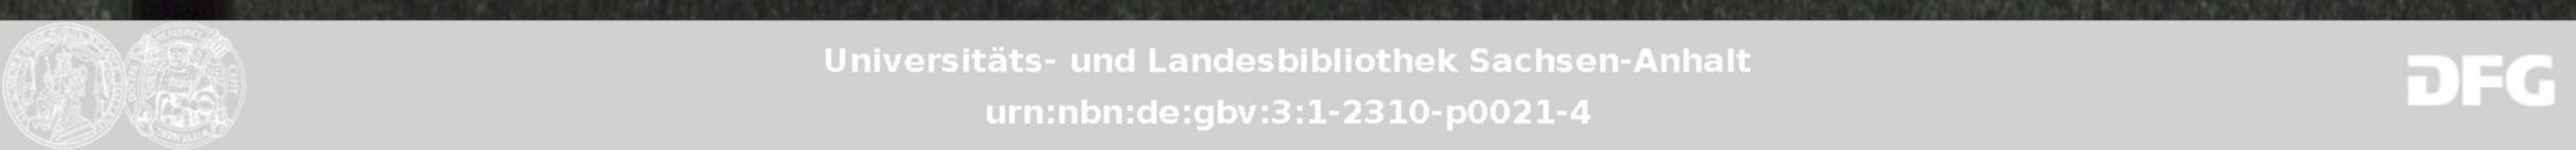 Universitäts- und Landesbibliothek Sachsen-Anhalt
urn:nbn:de:gbv:3:1-2310-p0021-4
DFG